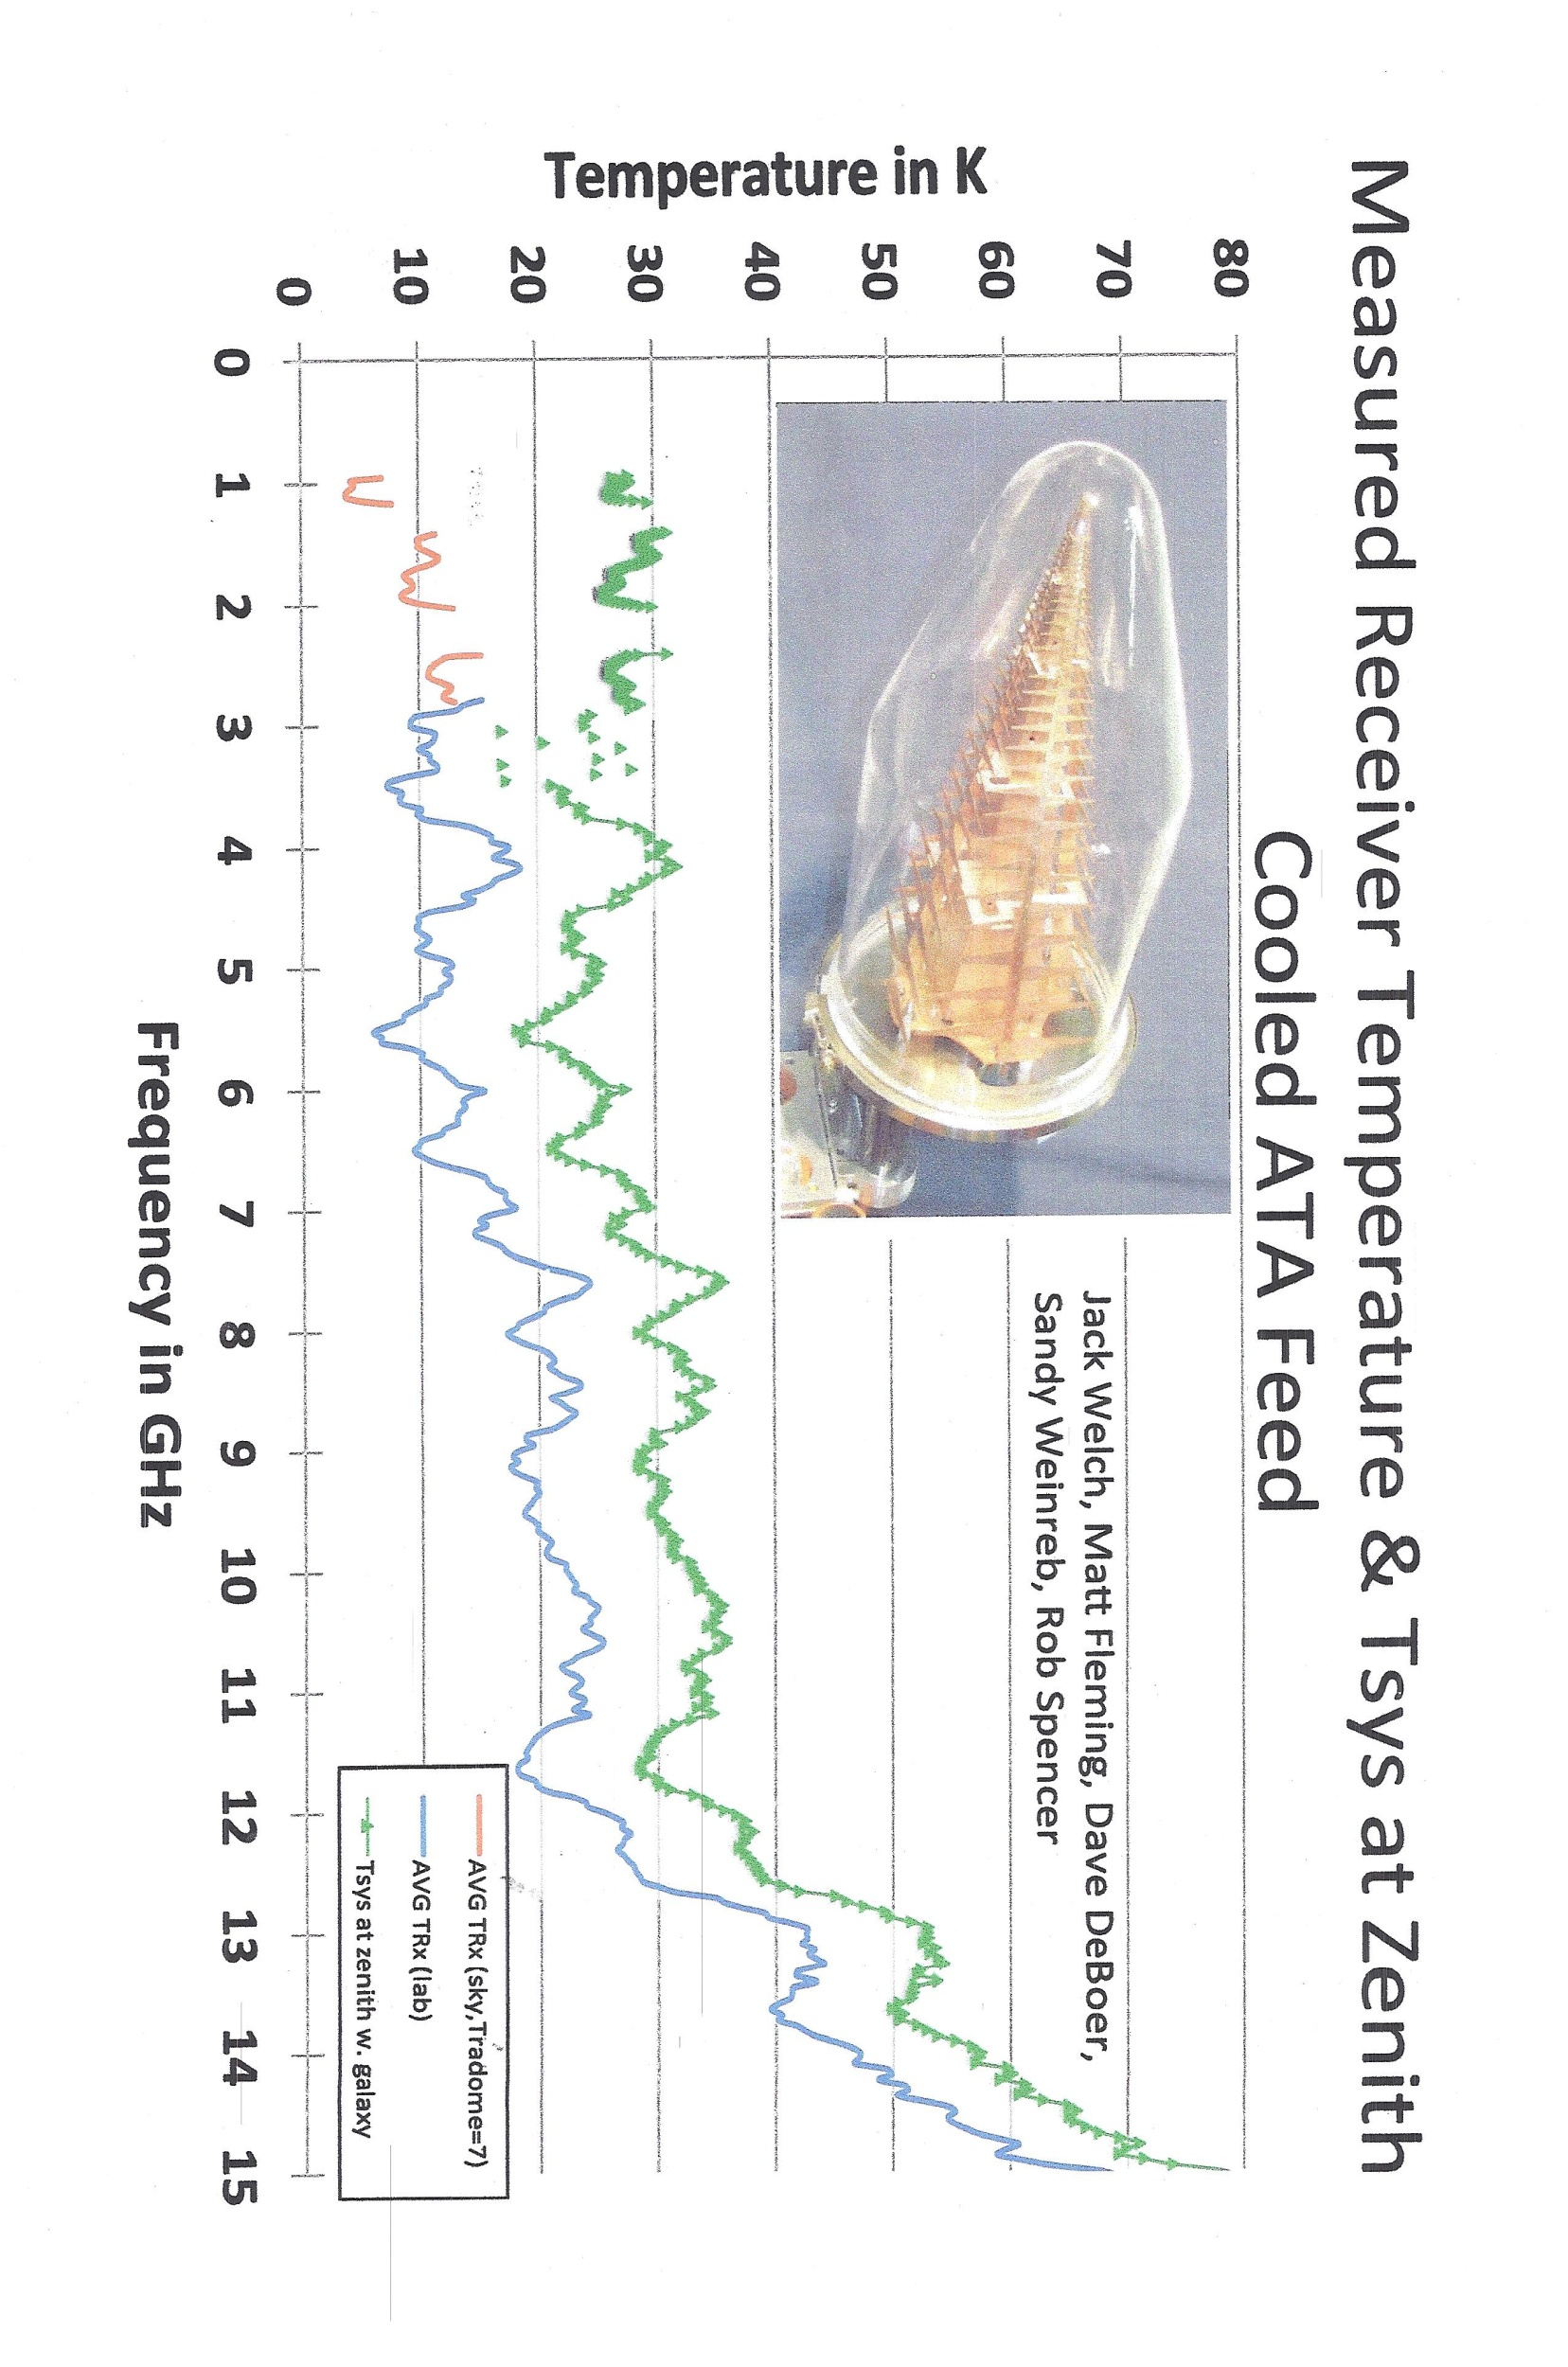 Measured Receiver Temperature & Tsys at Zenith
Cooled ATA Feed
Jack Welch, Matt Fleming, Dave DeBoer,
Sandy Weinreb, Rob Spencer
Temperature in K
80
70
60
50
40
30
20
10
0
0 1 2 3 4 5 6 7 8 9 10 11 12 13 14 15
Frequency in GHz
AVG TRx (sky,Tradome=7)
AVG TRx (lab)
Tsys at zenith w. galaxy